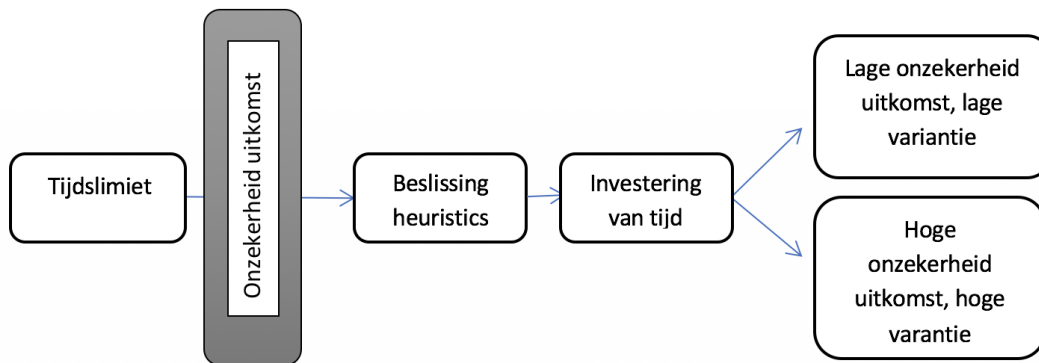 Tijdslimiet
Onzekerheid uitkomst
Beslissing
heuristics
Investering
van tijd
Lage onzekerheid
uitkomst, lage
variantie
Hoge
onzekerheid
uitkomst, hoge
varantie